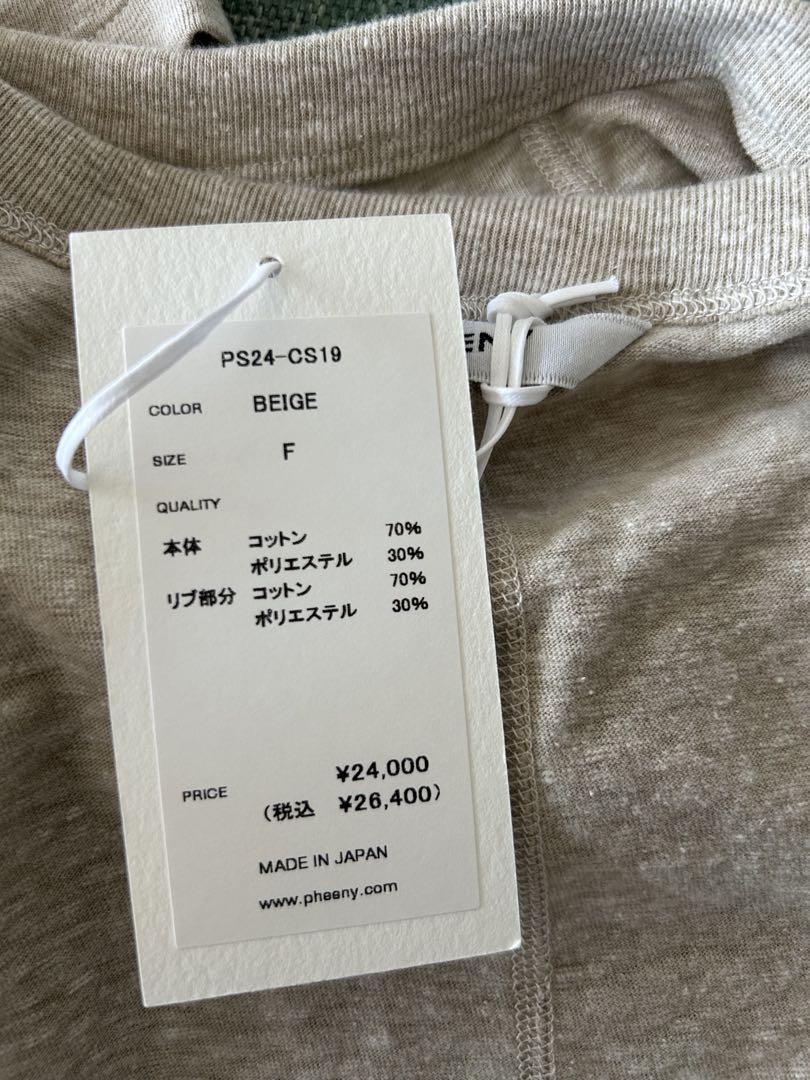 PS24-CS19
COLOR BEIGE
SIZE F
QUALITY
本体 コットン 70%
ポリエステル 30%
リブ部分 コットン 70%
ポリエステル 30%
PRICE ¥24,000
(税込 ¥26,400)
MADE IN JAPAN
www.pheeny.com